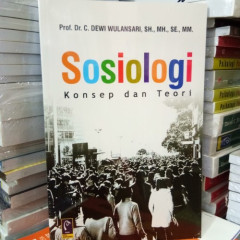 Prof. Dr. C. DEWI WULANSARI, SH., MH., SE., MM.
Sosiologi
Konsep dan Teori